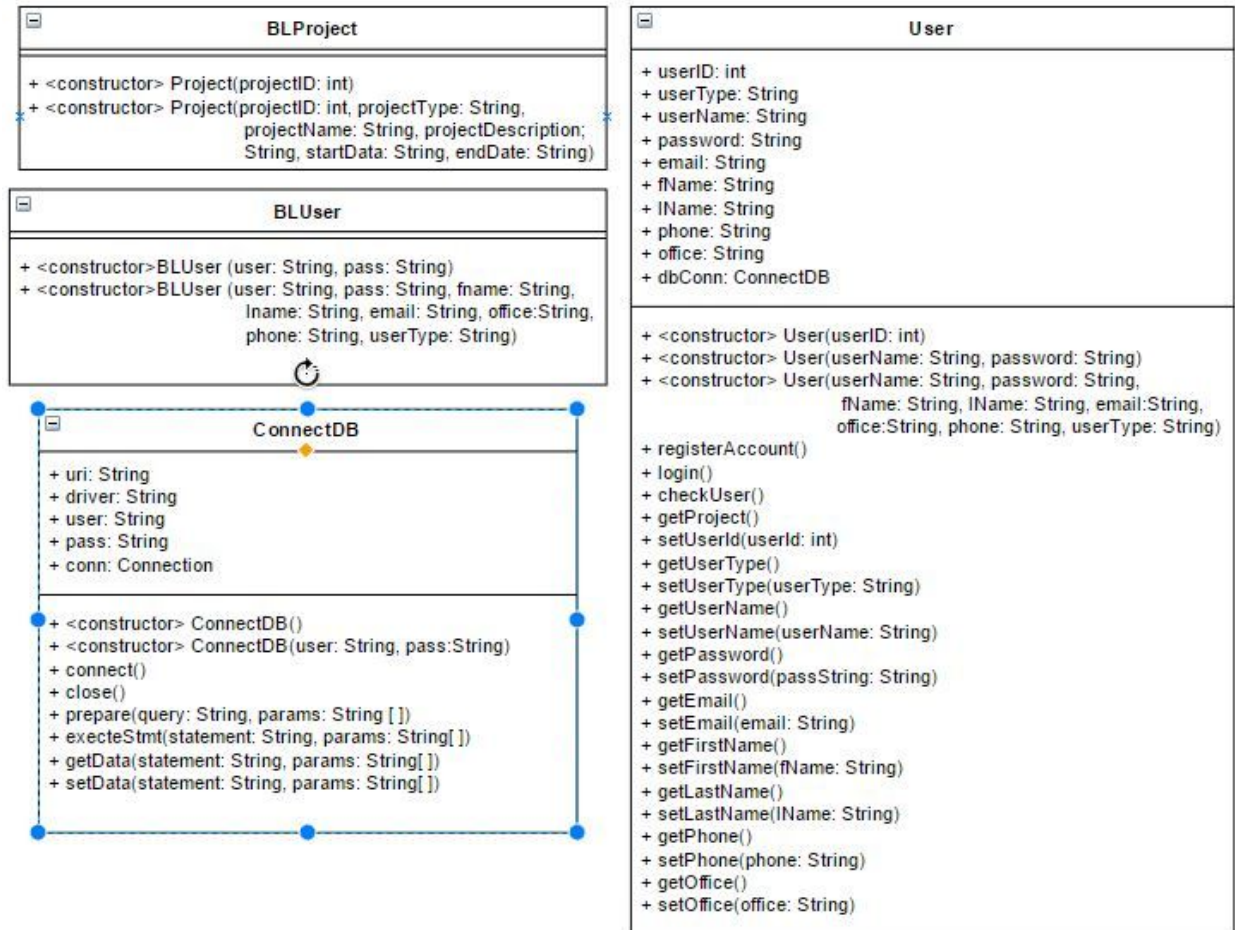 BLProject
+ <constructor> Project(projectID: int)
+ <constructor> Project(projectID: int, projectType: String,
projectName: String, projectDescription;
String, startData: String, endDate: String)
BLUser
+ <constructor>BLUser (user: String, pass: String)
+ <constructor>BLUser (user: String, pass: String, fname: String,
lname: String, email: String, office:String,
phone: String, userType: String)
ConnectDB
+ uri: String
+ driver: String
+ user: String
+ pass: String
+ conn: Connection
+ <constructor> ConnectDB()
+ <constructor> ConnectDB(user: String, pass:String)
+ connect()
+ close()
+ prepare(query: String, params: String [ ])
+ execteStmt(statement: String, params: String[ ])
+ getData(statement: String, params: String[ ])
+ setData(statement: String, params: String[ ])
User
+ userID: int
+ userType: String
+ userName: String
+ password: String
+ email: String
+ fName: String
+ lName: String
+ phone: String
+ office: String
+ dbConn: ConnectDB
+ <constructor> User(userID: int)
+ <constructor> User(userName: String, password: String)
+ <constructor> User(userName: String, password: String,
fName: String, lName: String, email:String,
office:String, phone: String, userType: String)
+ registerAccount()
+ login()
+ checkUser()
+ getProject()
+ setUserId(userId: int)
+ getUserType()
+ setUserType(userType: String)
+ getUserName()
+ setUserName(userName: String)
+ getPassword()
+ setPassword(passString: String)
+ getEmail()
+ setEmail(email: String)
+ getFirstName()
+ setFirstName(fName: String)
+ getLastName()
+ setLastName(lName: String)
+ getPhone()
+ setPhone(phone: String)
+ getOffice()
+ setOffice(office: String)